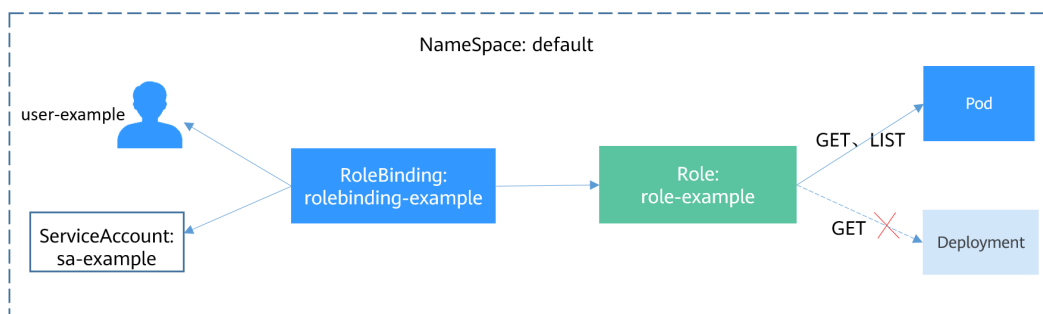 NameSpace: default
user-example
ServiceAccount:
sa-example
RoleBinding:
rolebinding-example
Role:
role-example
GET、LIST
GET
Pod
Deployment